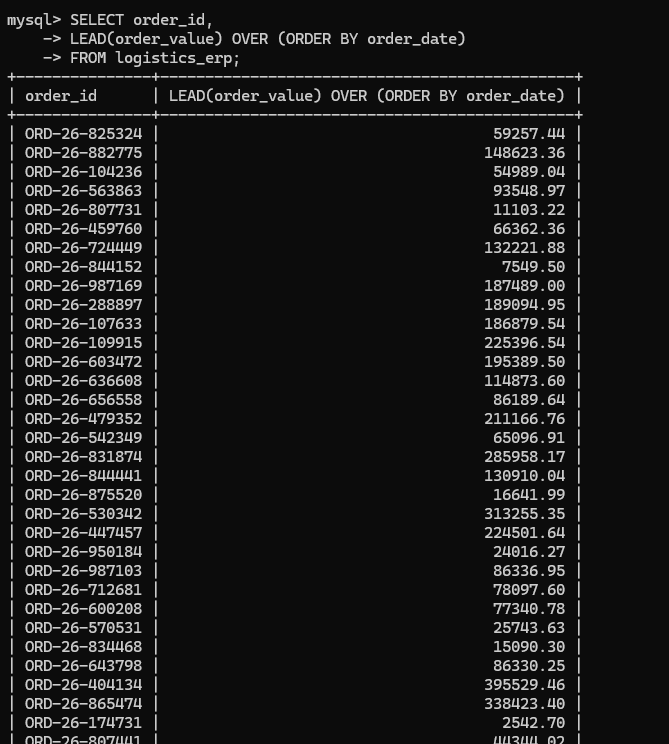 mysql> SELECT order_id,
    -> LEAD(order_value) OVER (ORDER BY order_date)
    -> FROM logistics_erp;
+---------------+----------------------------------------------+
| order_id      | LEAD(order_value) OVER (ORDER BY order_date) |
+---------------+----------------------------------------------+
| ORD-26-825324 |                                     59257.44 |
| ORD-26-882775 |                                    148623.36 |
| ORD-26-104236 |                                     54989.04 |
| ORD-26-563863 |                                     93548.97 |
| ORD-26-807731 |                                     11103.22 |
| ORD-26-459760 |                                     66362.36 |
| ORD-26-724449 |                                    132221.88 |
| ORD-26-844152 |                                      7549.50 |
| ORD-26-987169 |                                    187489.00 |
| ORD-26-288897 |                                    189094.95 |
| ORD-26-107633 |                                    186879.54 |
| ORD-26-109915 |                                    225396.54 |
| ORD-26-603472 |                                    195389.50 |
| ORD-26-636608 |                                    114873.60 |
| ORD-26-656558 |                                     86189.64 |
| ORD-26-479352 |                                    211166.76 |
| ORD-26-542349 |                                     65096.91 |
| ORD-26-831874 |                                    285958.17 |
| ORD-26-844441 |                                    130910.04 |
| ORD-26-875520 |                                     16641.99 |
| ORD-26-530342 |                                    313255.35 |
| ORD-26-447457 |                                    224501.64 |
| ORD-26-950184 |                                     24016.27 |
| ORD-26-987103 |                                     86336.95 |
| ORD-26-712681 |                                     78097.60 |
| ORD-26-600208 |                                     77340.78 |
| ORD-26-570531 |                                     25743.63 |
| ORD-26-834468 |                                     15090.30 |
| ORD-26-643798 |                                     86330.25 |
| ORD-26-404134 |                                    395529.46 |
| ORD-26-865474 |                                    338423.40 |
| ORD-26-174731 |                                      2542.70 |
| ORD-26-807441 |                                     44344.02 |